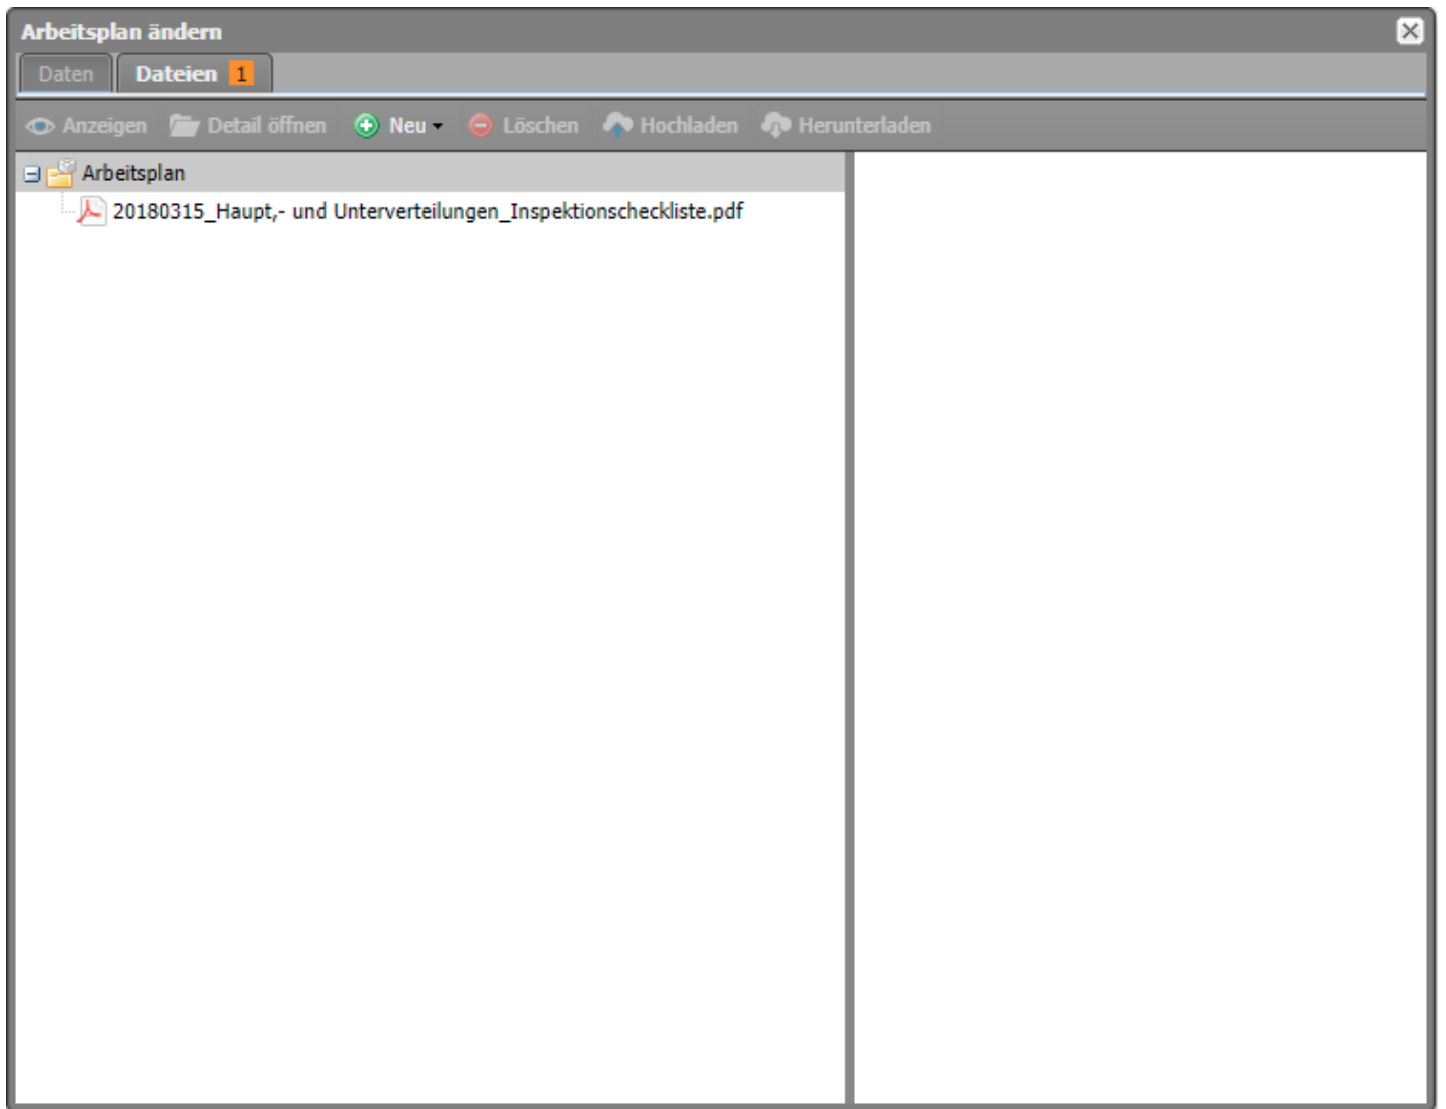 Arbeitsplan ändern
Daten Dateien 1
Anzeigen Detail öffnen Neu Löschen Hochladen Herunterladen
Arbeitsplan
20180315_Haupt,- und Unterverteilungen_Inspektionscheckliste.pdf